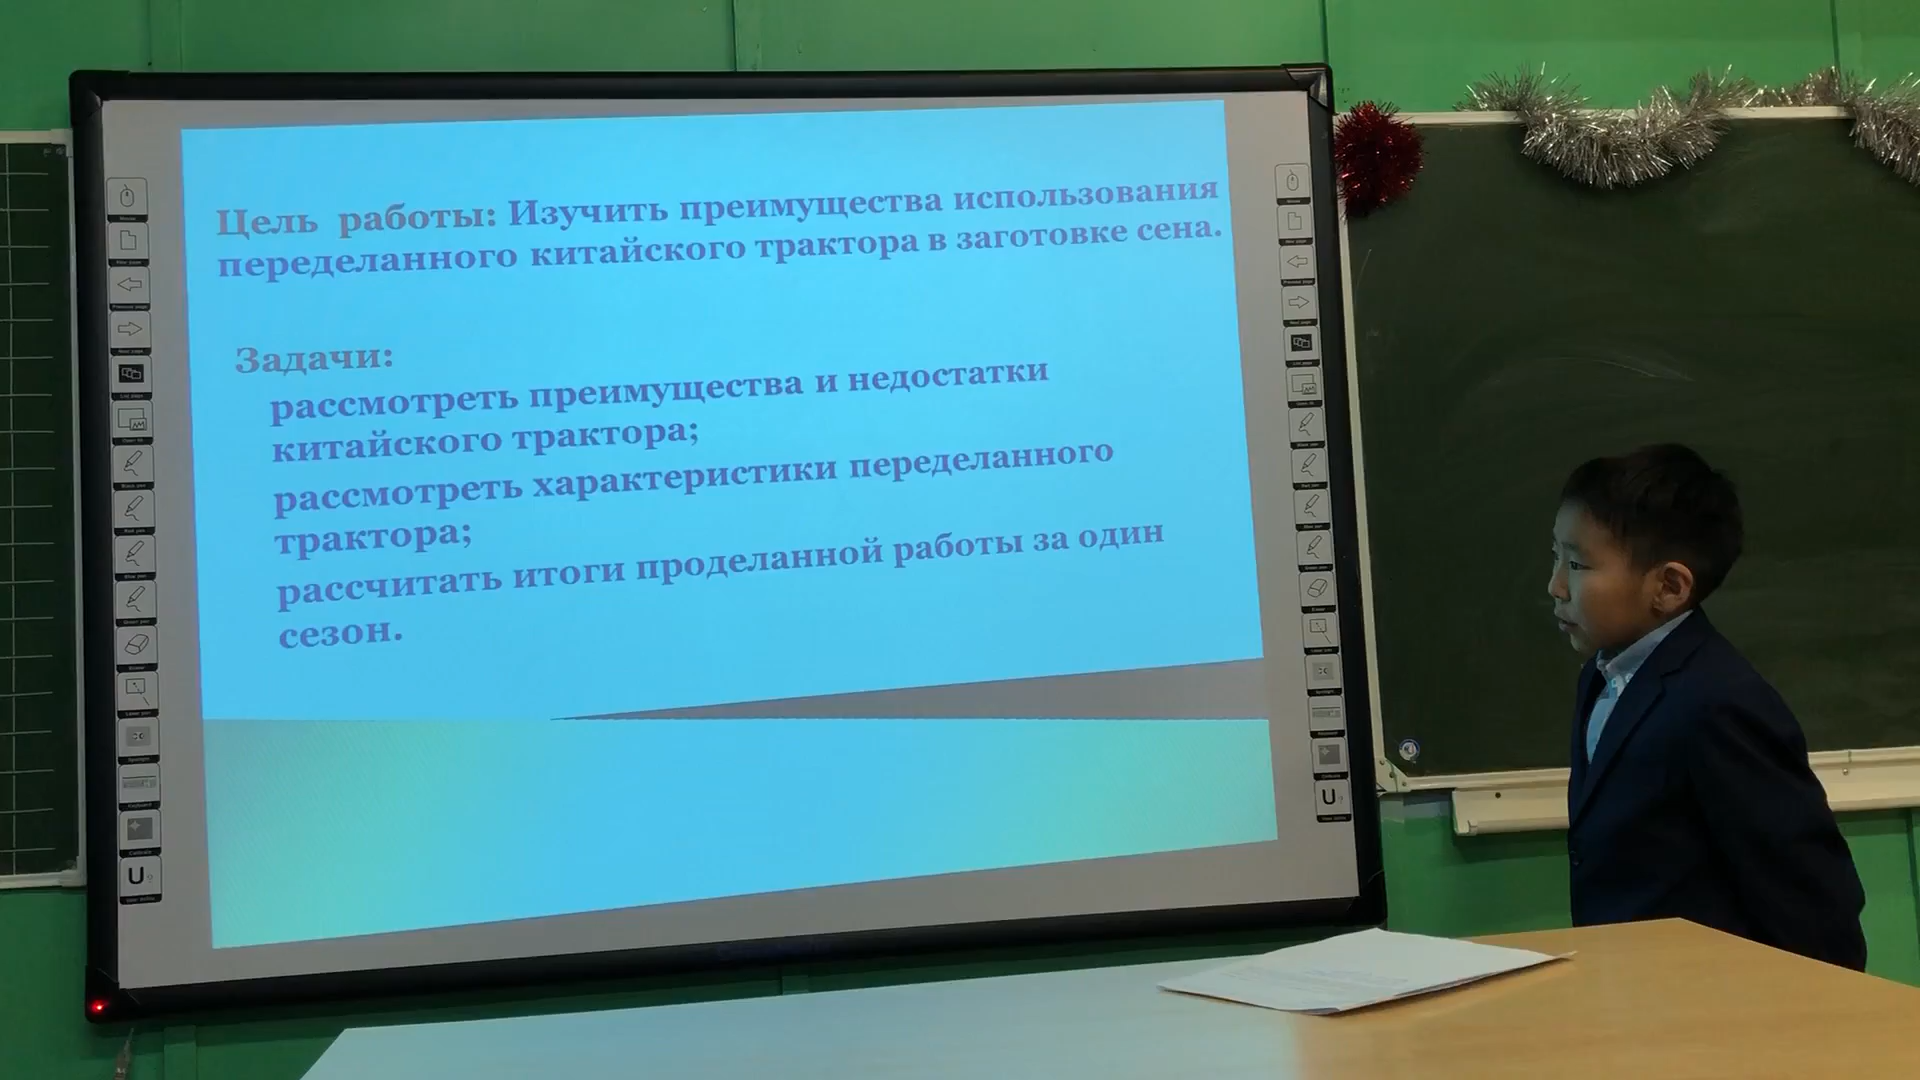 Цель работы: Изучить преимущества использования
переделанного китайского трактора в заготовке сена.
Задачи:
рассмотреть преимущества и недостатки
китайского трактора;
рассмотреть характеристики переделанного
трактора;
рассчитать итоги проделанной работы за один
сезон.